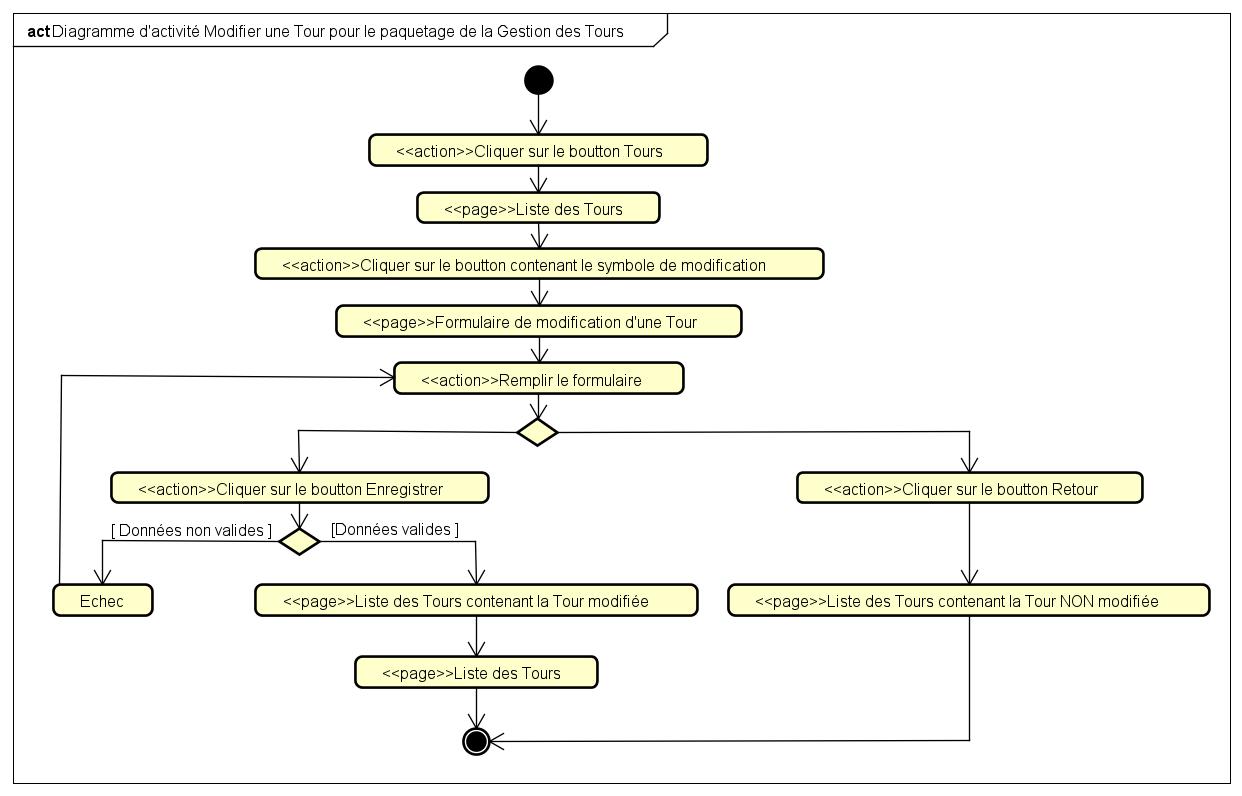 act Diagramme d'activité Modifier une Tour pour le paquetage de la Gestion des Tours
<<action>>Cliquer sur le boutton Tours
<<page>>Liste des Tours
<<action>>Cliquer sur le boutton contenant le symbole de modification
<<page>>Formulaire de modification d'une Tour
<<action>>Remplir le formulaire
<<action>>Cliquer sur le boutton Enregistrer
<<action>>Cliquer sur le boutton Retour
[ Données non valides ]
[Données valides ]
Echec
<<page>>Liste des Tours contenant la Tour modifiée
<<page>>Liste des Tours contenant la Tour NON modifiée
<<page>>Liste des Tours